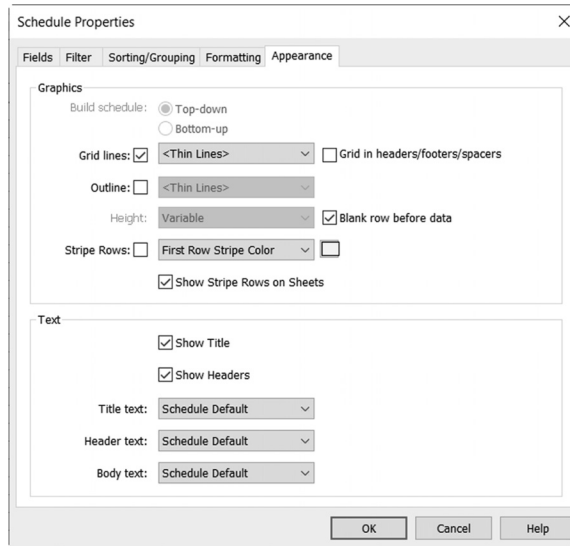 Schedule Properties
Fields Filter Sorting/Grouping Formatting Appearance
Graphics
Build schedule: Top-down
Bottom-up
Grid lines: <Thin Lines> Grid in headers/footers/spacers
Outline: <Thin Lines>
Height: Variable Blank row before data
Stripe Rows: First Row Stripe Color
Show Stripe Rows on Sheets
Text
Show Title
Show Headers
Title text: Schedule Default
Header text: Schedule Default
Body text: Schedule Default
OK Cancel Help